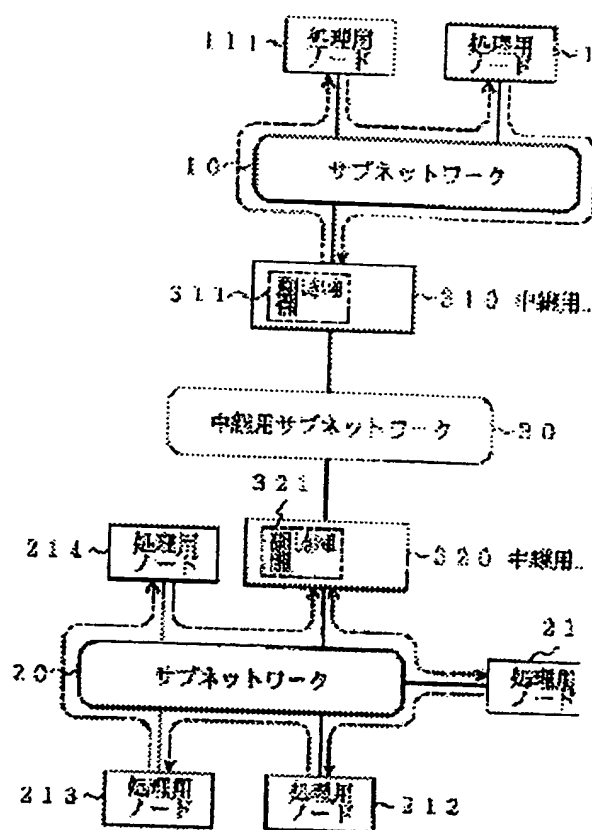 111
処理用
ノード
処理用
ノード
1
10
サブネットワーク
311
310 中継用..
中継用サブネットワーク
30
321
320 中継用..
214
処理用
ノード
21
処理用
ノード
20
サブネットワーク
213
処理用
ノード
処理用
ノード
212